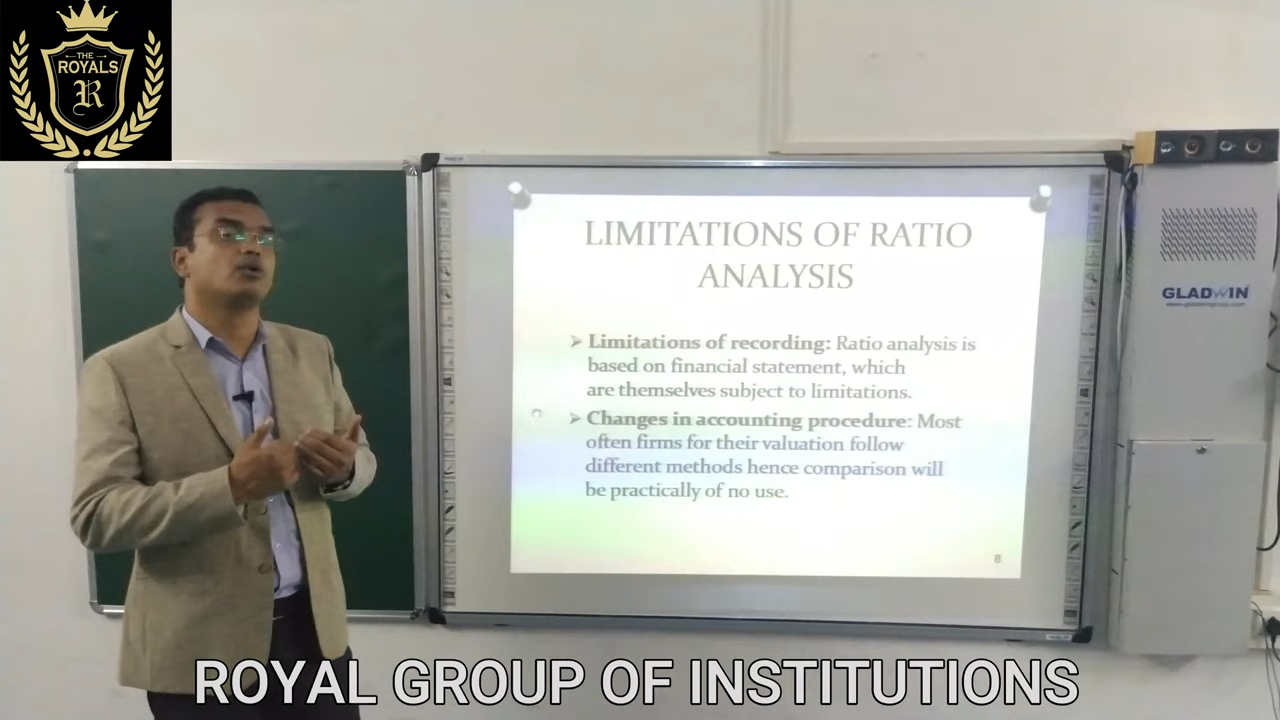 THE
ROYALS
R
LIMITATIONS OF RATIO
ANALYSIS
➢ Limitations of recording: Ratio analysis is
based on financial statement, which
are themselves subject to limitations.
➢ Changes in accounting procedure: Most
often firms for their valuation follow
different methods hence comparison will
be practically of no use.
8
GLADWIN
ROYAL GROUP OF INSTITUTIONS